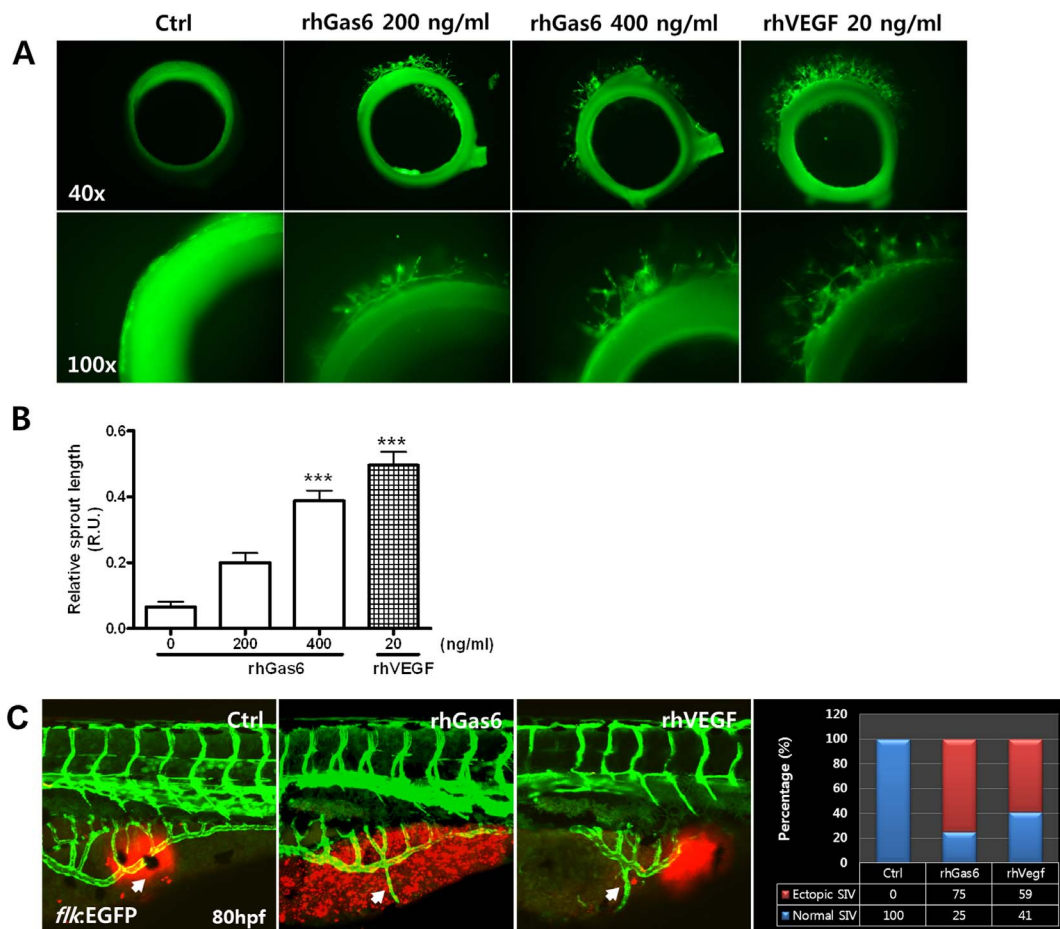 Ctrl rhGas6 200 ng/ml rhGas6 400 ng/ml rhVEGF 20 ng/ml
A
40x
100x
B
Relative sprout length
(R.U.)
0.6
0.4
0.2
0.0
***
***
0 200 400 20 (ng/ml)
rhGas6 rhVEGF
C
Ctrl rhGas6 rhVEGF
flk:EGFP 80hpf
Percentage (%)
120
100
80
60
40
20
0
Ctrl rhGas6 rhVegf
Ectopic SIV 0 75 59
Normal SIV 100 25 41